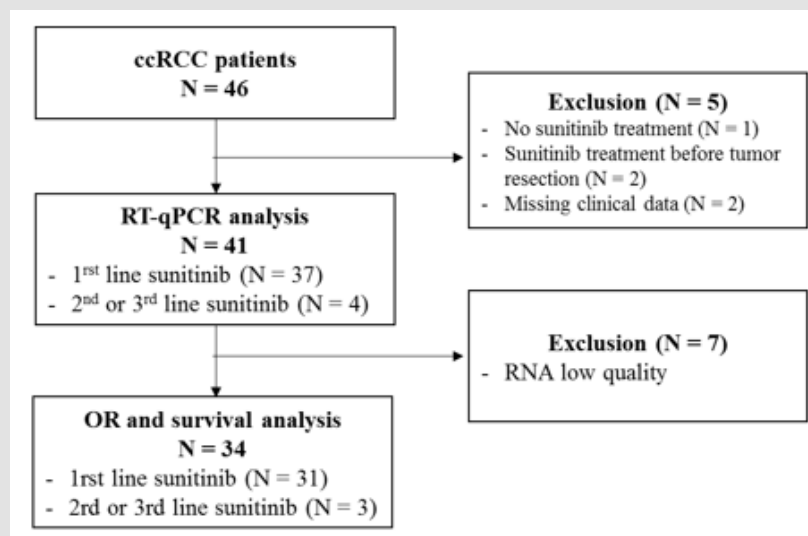 ccRCC patients
N = 46
Exclusion (N = 5)
- No sunitinib treatment (N = 1)
- Sunitinib treatment before tumor
resection (N = 2)
- Missing clinical data (N = 2)
RT-qPCR analysis
N = 41
- 1rst line sunitinib (N = 37)
- 2nd or 3rd line sunitinib (N = 4)
Exclusion (N = 7)
- RNA low quality
OR and survival analysis
N = 34
- 1rst line sunitinib (N = 31)
- 2rd or 3rd line sunitinib (N = 3)